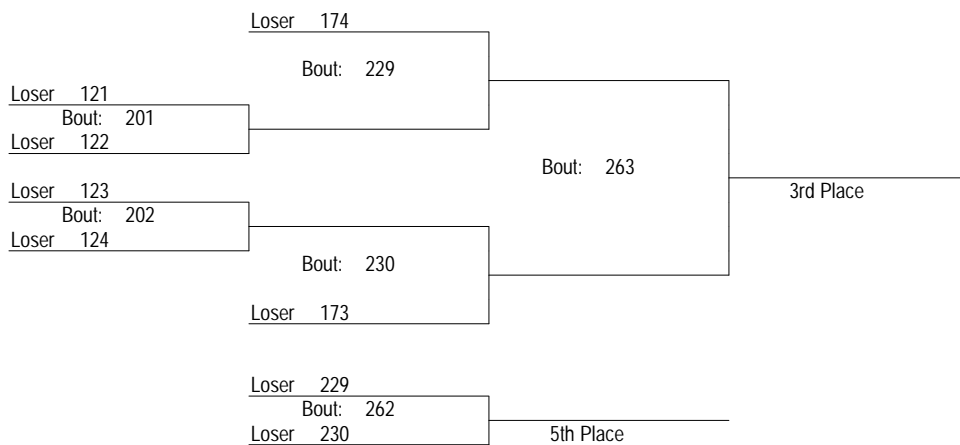 Loser 174
Bout: 229
Loser 121
Bout: 201
Loser 122
Bout: 263
Loser 123
3rd Place
Bout: 202
Loser 124
Bout: 230
Loser 173
Loser 229
Bout: 262
Loser 230
5th Place